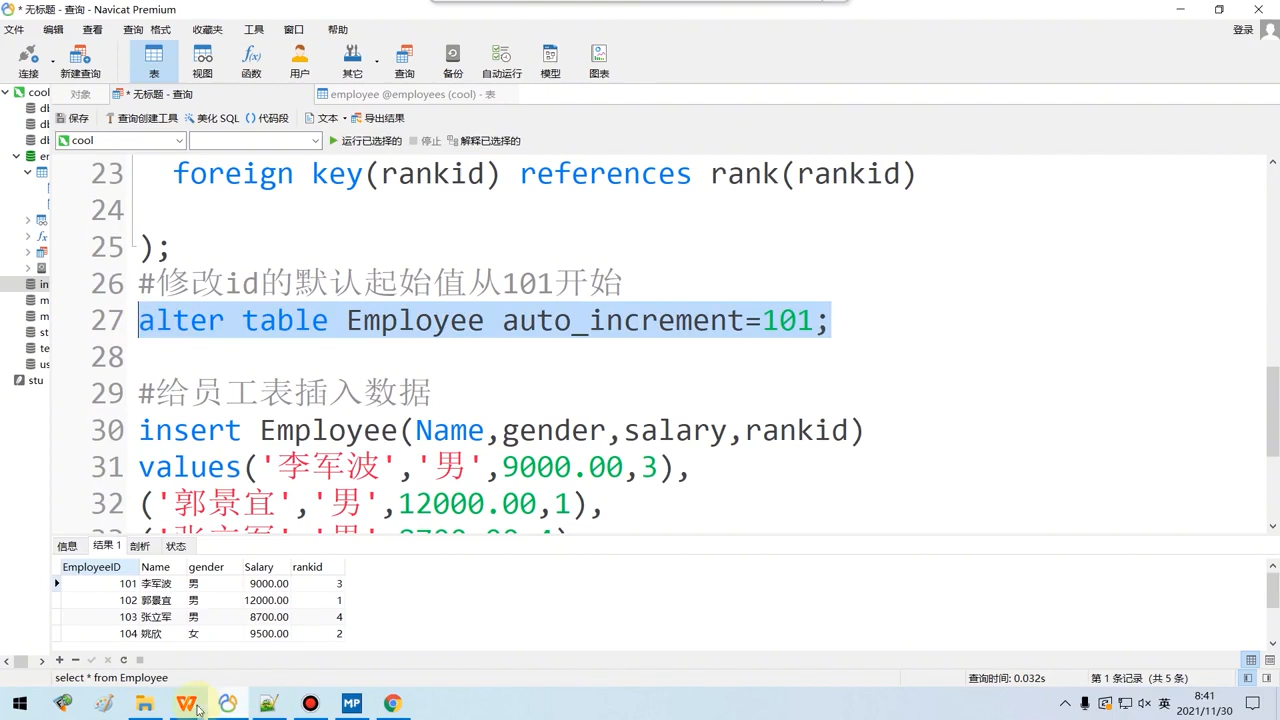 * 无标题 - 查询 - Navicat Premium
文件 编辑 查看 查询 格式 收藏夹 工具 窗口 帮助 登录
连接 新建查询 表 视图 函数 用户 其它 查询 备份 自动运行 模型 图表
cool 对象 * 无标题 - 查询 employee @employees (cool) - 表
保存 查询创建工具 美化 SQL () 代码段 文本 导出结果
cool 运行已选择的 停止 解释已选择的
23 foreign key(rankid) references rank(rankid)
24
25 );
26 #修改id的默认起始值从101开始
27 alter table Employee auto_increment=101;
28
29 #给员工表插入数据
30 insert Employee(Name,gender,salary,rankid)
31 values('李军波','男',9000.00,3),
32 ('郭景宜','男',12000.00,1),
db
db
db
er
in
m
m
st
te
us
stu
信息 结果 1 剖析 状态
EmployeeID Name gender Salary rankid
101 李军波 男 9000.00 3
102 郭景宜 男 12000.00 1
103 张立军 男 8700.00 4
104 姚欣 女 9500.00 2
select * from Employee 查询时间: 0.032s 第 1 条记录 (共 5 条)
MP 英 8:41
2021/11/30